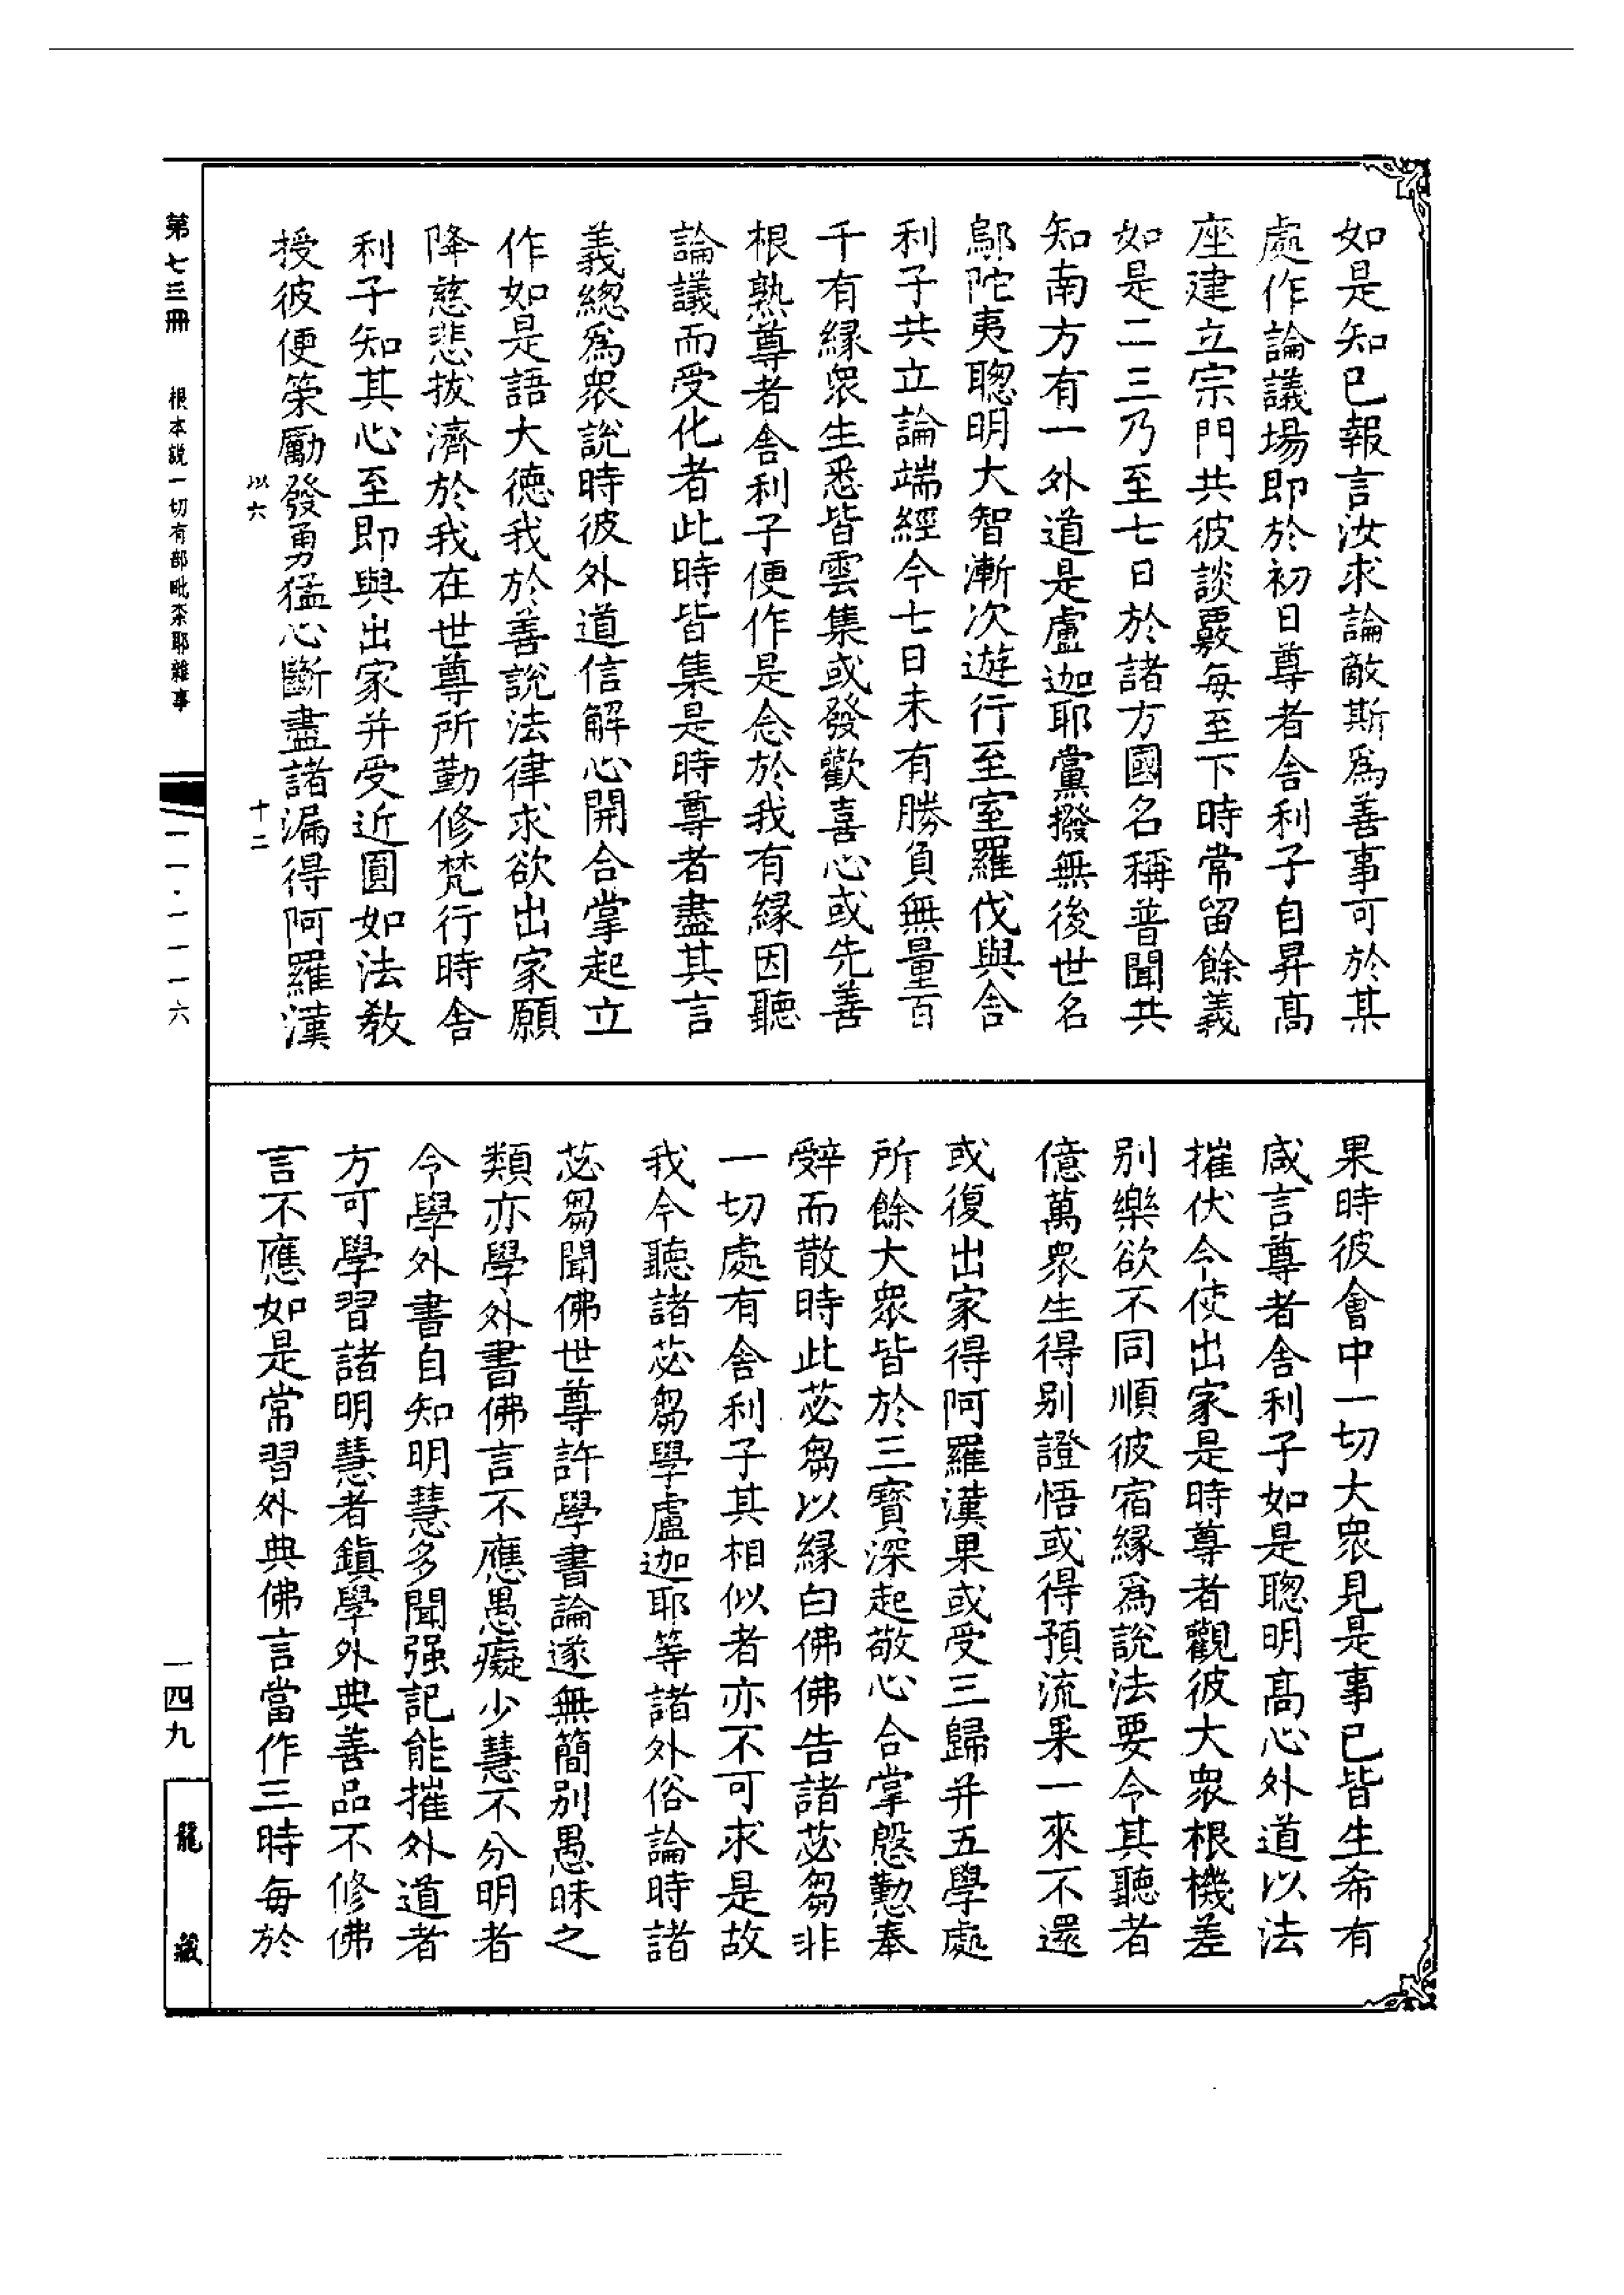 如是知已報言汝求論敵斯爲善事可於某
處作論議場即於初日尊者舍利子自昇高
座建立宗門共彼談覈每至下時常留餘義
如是二三乃至七日於諸方國名稱普聞共
知南方有一外道是盧迦耶黨撥無後世名
鄔陀夷聰明大智漸次遊行至室羅伐與舍
利子共立論端經今七日未有勝負無量百
千有緣衆生悉皆雲集或發歡喜心或先善
根熟尊者舍利子便作是念於我有緣因聽
論議而受化者此時皆集是時尊者盡其言
義總爲衆說時彼外道信解心開合掌起立
作如是語大德我於善說法律求欲出家願
降慈悲拔濟於我在世尊所勤修梵行時舍
利子知其心至即與出家并受近圓如法教
授彼便策勵發勇猛心斷盡諸漏得阿羅漢
以六　十二
果時彼會中一切大衆見是事已皆生希有
咸言尊者舍利子如是聰明高心外道以法
摧伏令使出家是時尊者觀彼大衆根機差
別樂欲不同順彼宿緣爲說法要令其聽者
億萬衆生得別證悟或得預流果一來不還
或復出家得阿羅漢果或受三歸并五學處
所餘大衆皆於三寶深起敬心合掌慇懃奉
辭而散時此苾芻以緣白佛佛告諸苾芻非
一切處有舍利子其相似者亦不可求是故
我今聽諸苾芻學盧迦耶等諸外俗論時諸
苾芻聞佛世尊許學書論遂無簡別愚昧之
類亦學外書佛言不應愚癡少慧不分明者
令學外書自知明慧多聞强記能摧外道者
方可學習諸明慧者鎭學外典善品不修佛
言不應如是常習外典佛言當作三時每於
第七三冊　根本說一切有部毗柰耶雜事
一一·一一一六
一四九
龍藏